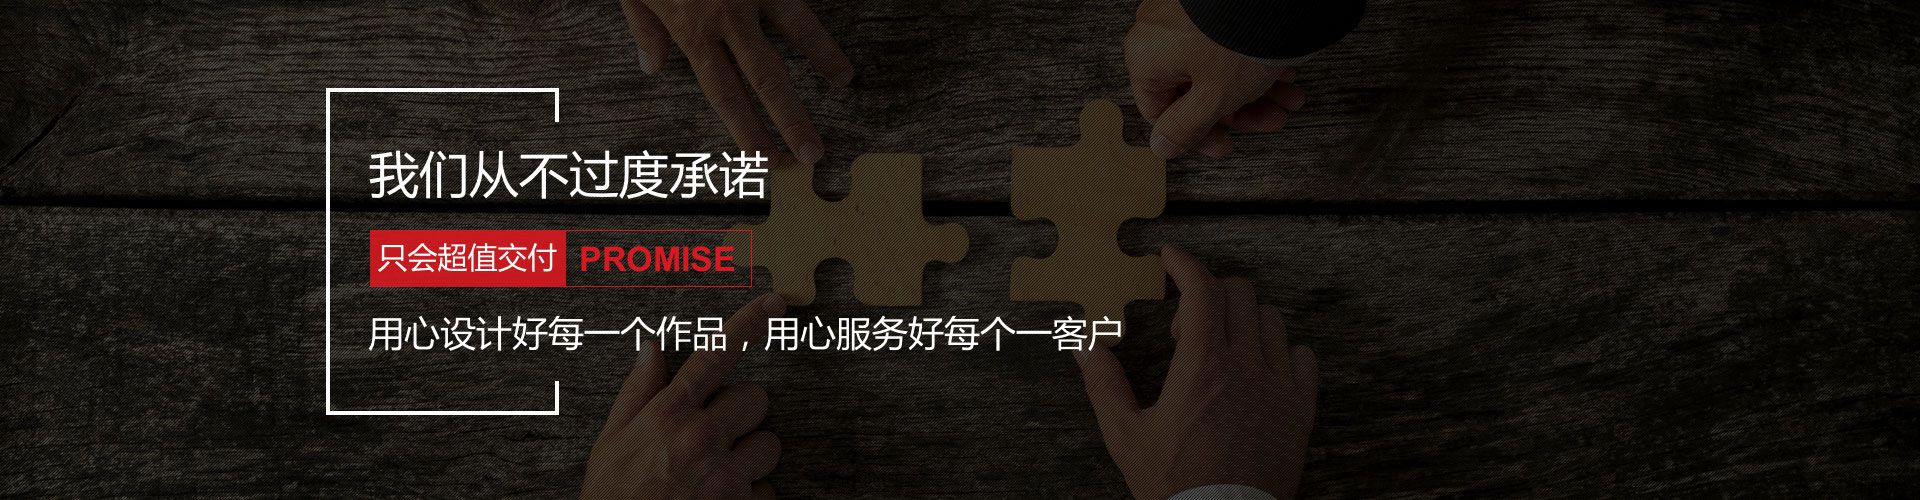 我们从不过度承诺
只会超值交付 PROMISE
用心设计好每一个作品，用心服务好每个一客户